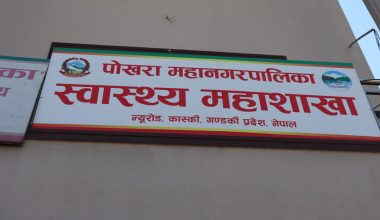 पोखरा महानगरपालिका
स्वास्थ्य महाशाखा
न्यूरोड, कास्की, गण्डकी प्रदेश, नेपाल